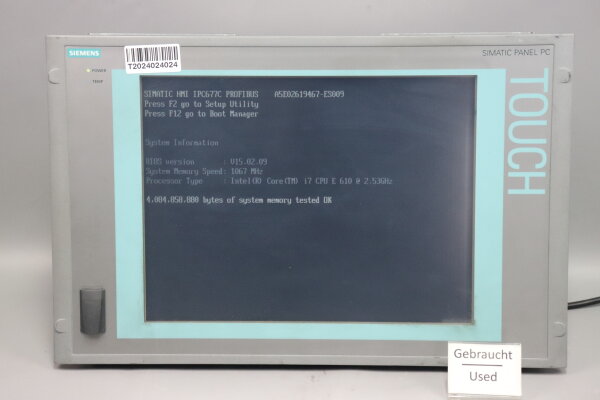 SIEMENS
T2024024024
SIMATIC PANEL PC
POWER
TEMP
TOUCH
SIMATIC HMI IPC677C PROFIBUS A5E02619467-ES009
Press F2 go to Setup Utility
Press F12 go to Boot Manager
System Information
BIOS version : V15.02.09
System Memory Speed: 1067 MHz
Processor Type : Intel(R) Core(TM) i7 CPU E 610 @ 2.53GHz
4.004.050.000 bytes of system memory tested OK
Gebraucht
Used